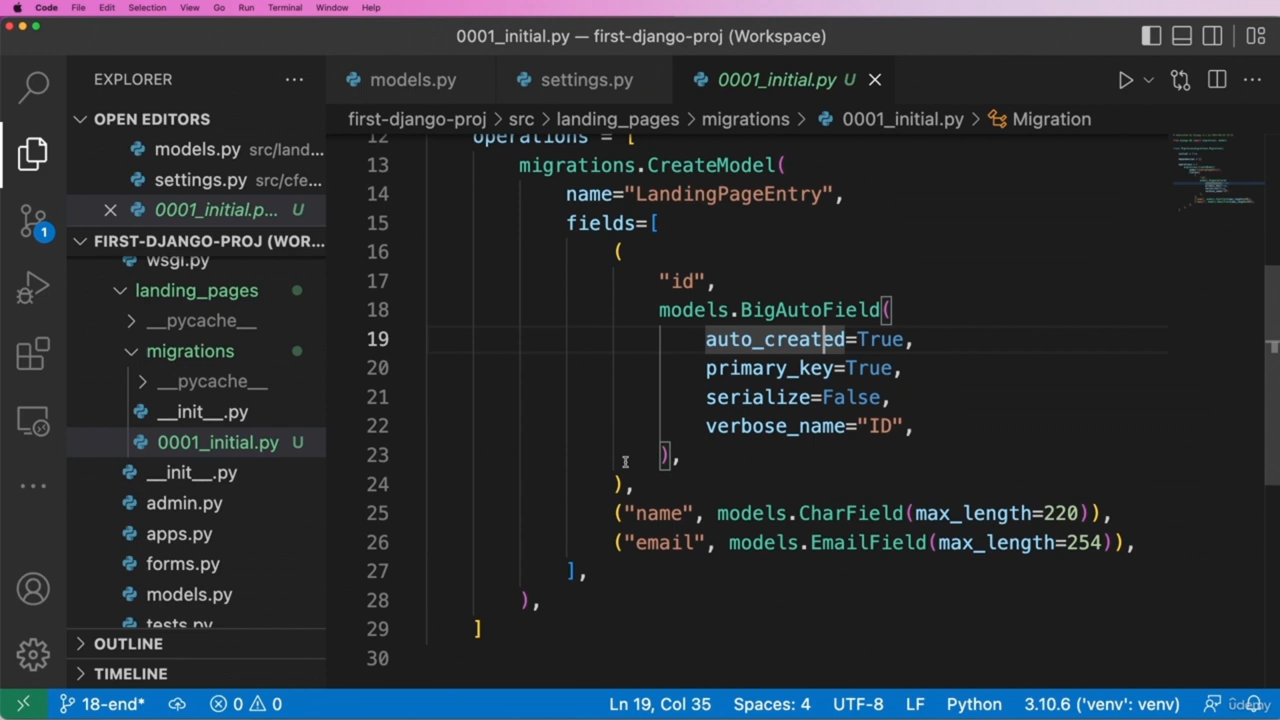 Code File Edit Selection View Go Run Terminal Window Help
0001_initial.py — first-django-proj (Workspace)
EXPLORER ...
models.py settings.py 0001_initial.py U
first-django-proj > src > landing_pages > migrations > 0001_initial.py > Migration
OPEN EDITORS
models.py src/land...
settings.py src/cfe...
0001_initial.p... U
FIRST-DJANGO-PROJ (WOR...
wsgi.py
landing_pages
__pycache__
migrations
__pycache__
__init__.py
0001_initial.py U
__init__.py
admin.py
apps.py
forms.py
models.py
tests.py
OUTLINE
TIMELINE
12 operations = [
13 migrations.CreateModel(
14 name="LandingPageEntry",
15 fields=[
16 (
17 "id",
18 models.BigAutoField(
19 auto_created=True,
20 primary_key=True,
21 serialize=False,
22 verbose_name="ID",
23 ),
24 ),
25 ("name", models.CharField(max_length=220)),
26 ("email", models.EmailField(max_length=254)),
27 ],
28 ),
29 ]
30
1
18-end* 0 0 Ln 19, Col 35 Spaces: 4 UTF-8 LF Python 3.10.6 ('venv': venv)
udemy